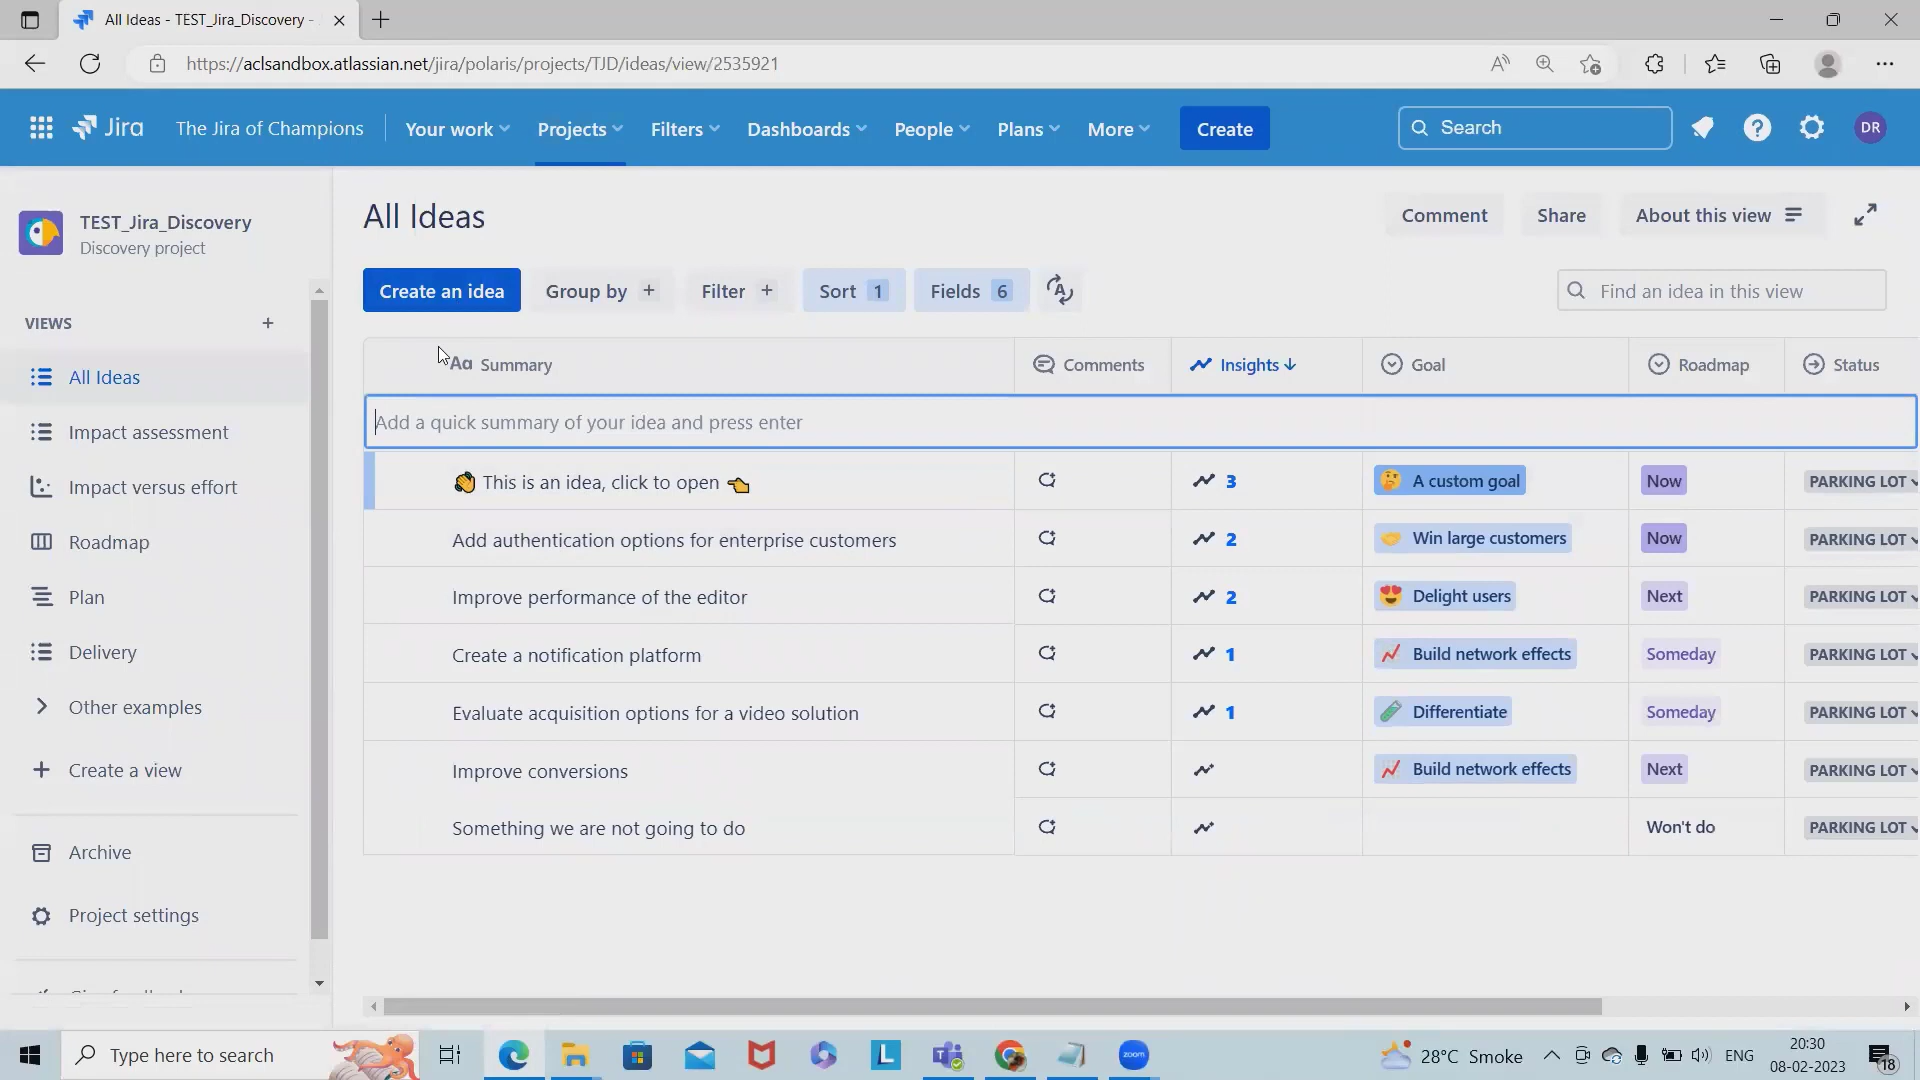 All Ideas - TEST_Jira_Discovery -
https://aclsandbox.atlassian.net/jira/polaris/projects/TJD/ideas/view/2535921
Jira
The Jira of Champions
Your work
Projects
Filters
Dashboards
People
Plans
More
Create
Search
DR
TEST_Jira_Discovery
Discovery project
VIEWS
All Ideas
Impact assessment
Impact versus effort
Roadmap
Plan
Delivery
Other examples
Create a view
Archive
Project settings
All Ideas
Comment
Share
About this view
Create an idea
Group by
Filter
Sort 1
Fields 6
Find an idea in this view
Aa Summary Comments Insights Goal Roadmap Status
Add a quick summary of your idea and press enter
This is an idea, click to open 3 A custom goal Now PARKING LOT
Add authentication options for enterprise customers 2 Win large customers Now PARKING LOT
Improve performance of the editor 2 Delight users Next PARKING LOT
Create a notification platform 1 Build network effects Someday PARKING LOT
Evaluate acquisition options for a video solution 1 Differentiate Someday PARKING LOT
Improve conversions Build network effects Next PARKING LOT
Something we are not going to do Won't do PARKING LOT
Type here to search
L
zoom
28°C Smoke
ENG
20:30
08-02-2023
18